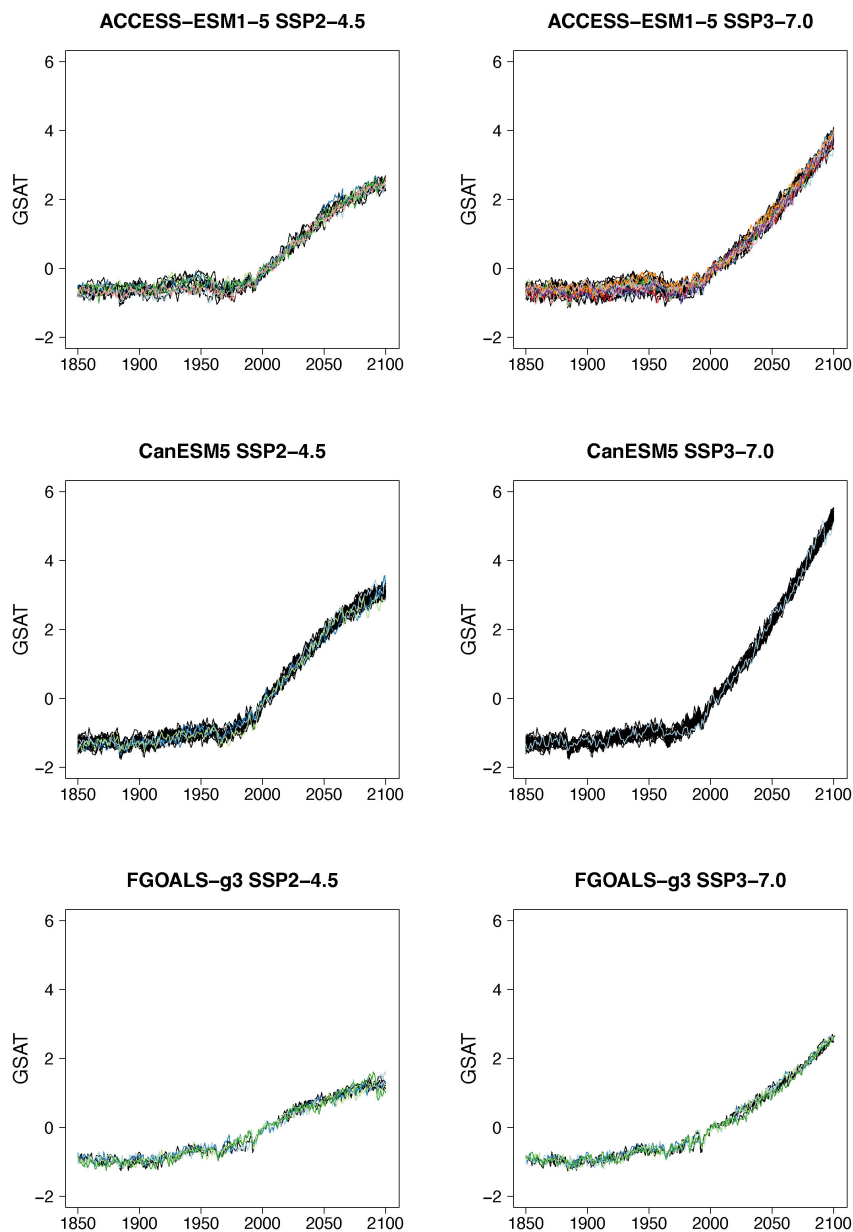 ACCESS−ESM1−5 SSP2−4.5
GSAT
6
4
2
0
−2
1850 1900 1950 2000 2050 2100
ACCESS−ESM1−5 SSP3−7.0
GSAT
6
4
2
0
−2
1850 1900 1950 2000 2050 2100
CanESM5 SSP2−4.5
GSAT
6
4
2
0
−2
1850 1900 1950 2000 2050 2100
CanESM5 SSP3−7.0
GSAT
6
4
2
0
−2
1850 1900 1950 2000 2050 2100
FGOALS−g3 SSP2−4.5
GSAT
6
4
2
0
−2
1850 1900 1950 2000 2050 2100
FGOALS−g3 SSP3−7.0
GSAT
6
4
2
0
−2
1850 1900 1950 2000 2050 2100